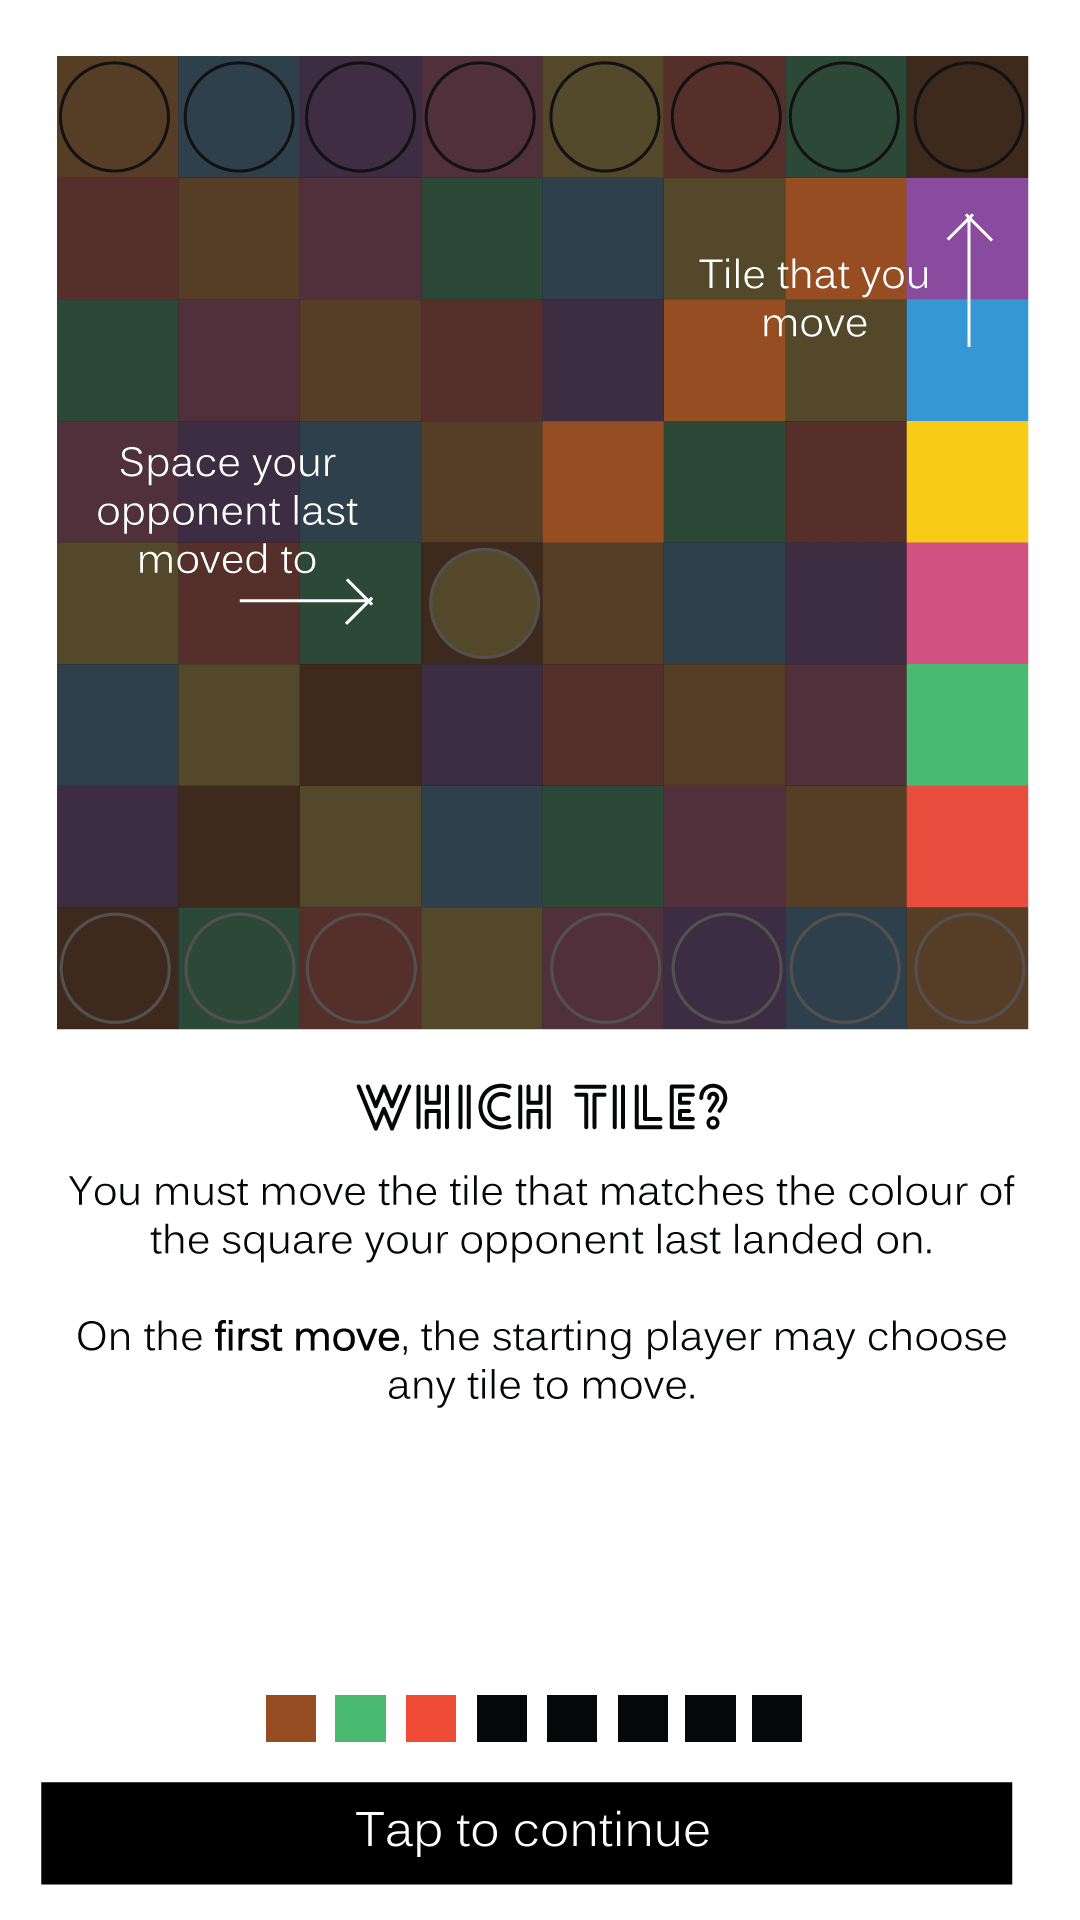 Tile that you
move
Space your
opponent last
moved to
WHICH TILE?
You must move the tile that matches the colour of
the square your opponent last landed on.
On the first move, the starting player may choose
any tile to move.
Tap to continue